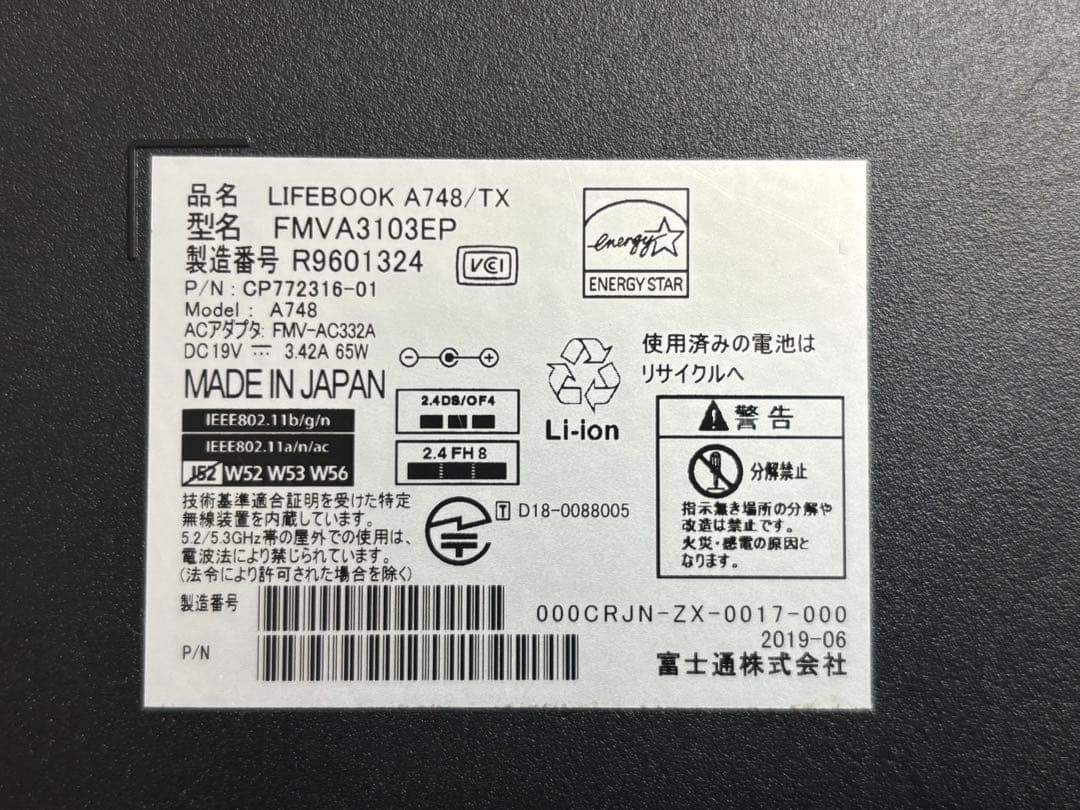 品名 LIFEBOOK A748/TX
型名 FMVA3103EP
製造番号 R9601324
VCCI
P/N : CP772316-01
Model : A748
ACアダプタ: FMV-AC332A
DC19V ⎓ 3.42A 65W
MADE IN JAPAN
energy
ENERGY STAR
使用済みの電池は
リサイクルへ
Li-ion
IEEE802.11b/g/n
IEEE802.11a/n/ac
J52 W52 W53 W56
2.4DS/OF4
2.4FH8
技術基準適合証明を受けた特定
無線装置を内蔵しています。
5.2/5.3GHz帯の屋外での使用は、
電波法により禁じられています。
(法令により許可された場合を除く)
T D18-0088005
警告
分解禁止
指示無き場所の分解や
改造は禁止です。
火災・感電の原因と
なります。
製造番号
P/N
000CRJN-ZX-0017-000
2019-06
富士通株式会社